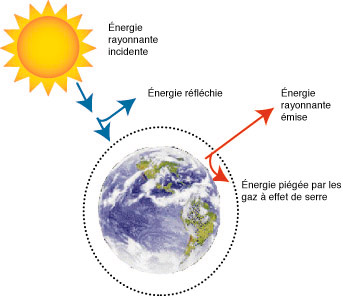 Énergie
rayonnante
incidente
Énergie réfléchie
Énergie
rayonnante
émise
Énergie piégée par les
gaz à effet de serre